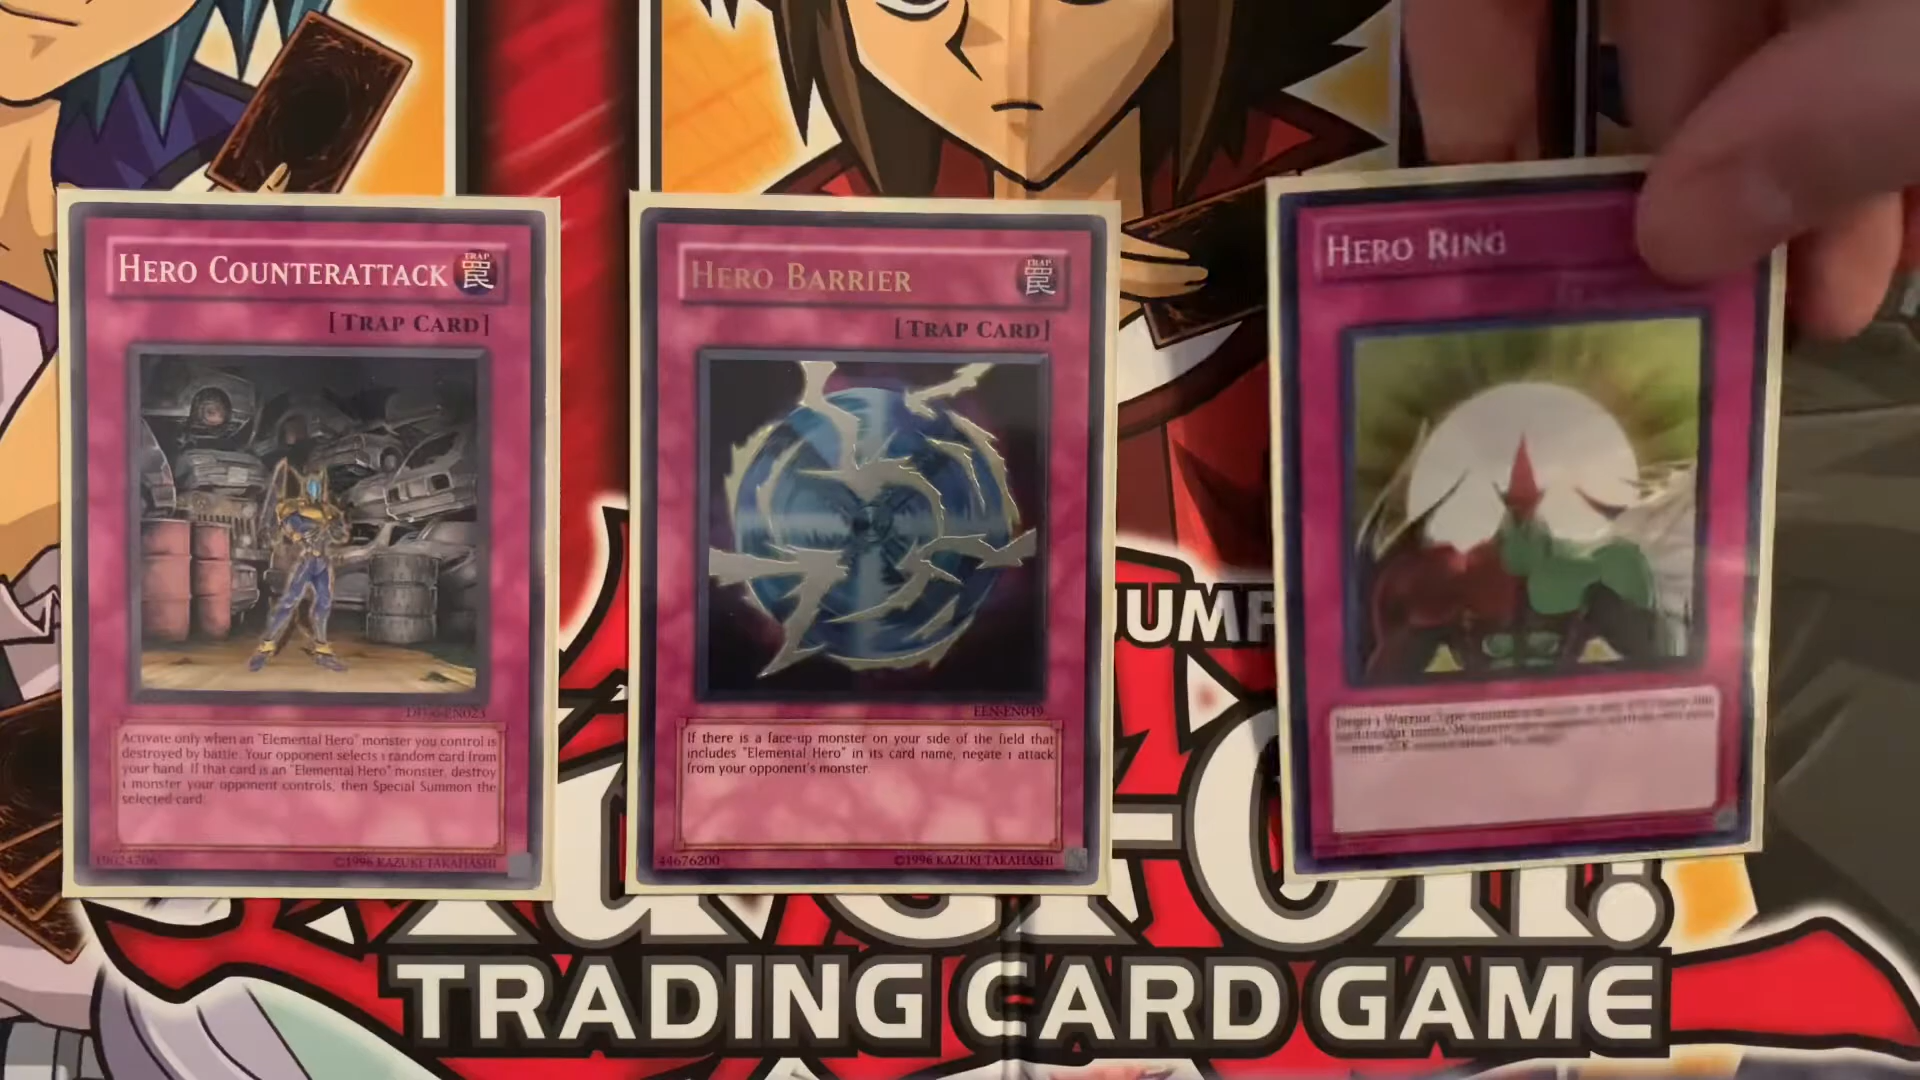 HERO COUNTERATTACK
TRAP
罠
[TRAP CARD]
Activate only when an "Elemental Hero" monster you control is
destroyed by battle. Your opponent selects 1 random card from
your hand. If that card is an "Elemental Hero" monster, destroy
1 monster your opponent controls, then Special Summon the
selected card.
©1996 KAZUKI TAKAHASHI
HERO BARRIER
TRAP
罠
[TRAP CARD]
EEN-EN049
If there is a face-up monster on your side of the field that
includes "Elemental Hero" in its card name, negate 1 attack
from your opponent's monster.
44676200
©1996 KAZUKI TAKAHASHI
HERO RING
Target 1 Warrior-Type
JUMP
TRADING CARD GAME